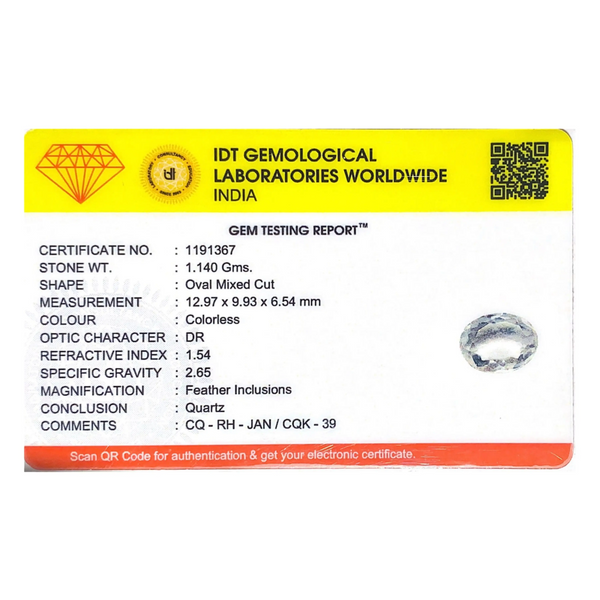 IDT GEMOLOGICAL
LABORATORIES WORLDWIDE
INDIA
GEM TESTING REPORT™
CERTIFICATE NO. : 1191367
STONE WT. : 1.140 Gms.
SHAPE : Oval Mixed Cut
MEASUREMENT : 12.97 x 9.93 x 6.54 mm
COLOUR : Colorless
OPTIC CHARACTER : DR
REFRACTIVE INDEX : 1.54
SPECIFIC GRAVITY : 2.65
MAGNIFICATION : Feather Inclusions
CONCLUSION : Quartz
COMMENTS : CQ - RH - JAN / CQK - 39
Scan QR Code for authentication & get your electronic certificate.